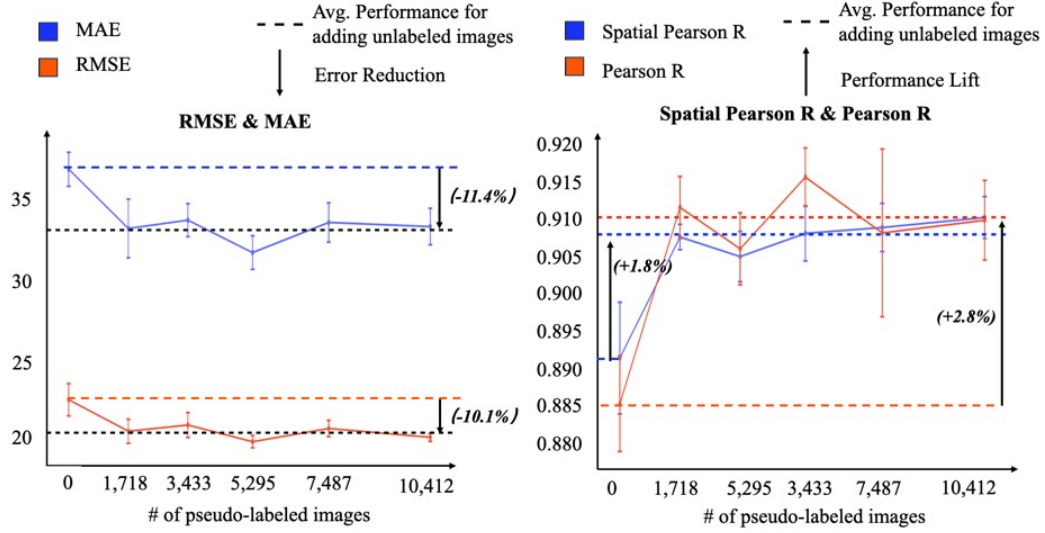 MAE
RMSE
Avg. Performance for
adding unlabeled images
Error Reduction
RMSE & MAE
35
30
25
20
(-11.4%)
(-10.1%)
0 1,718 3,433 5,295 7,487 10,412
# of pseudo-labeled images
Spatial Pearson R
Pearson R
Avg. Performance for
adding unlabeled images
Performance Lift
Spatial Pearson R & Pearson R
0.920
0.915
0.910
0.905
0.900
0.895
0.890
0.885
0.880
(+1.8%)
(+2.8%)
0 1,718 5,295 3,433 7,487 10,412
# of pseudo-labeled images